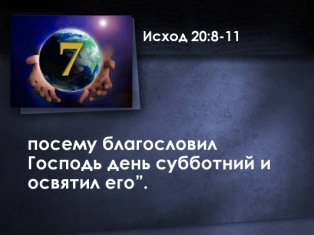 Исход 20:8-11
7
посему благословил
Господь день субботний и
освятил его”.